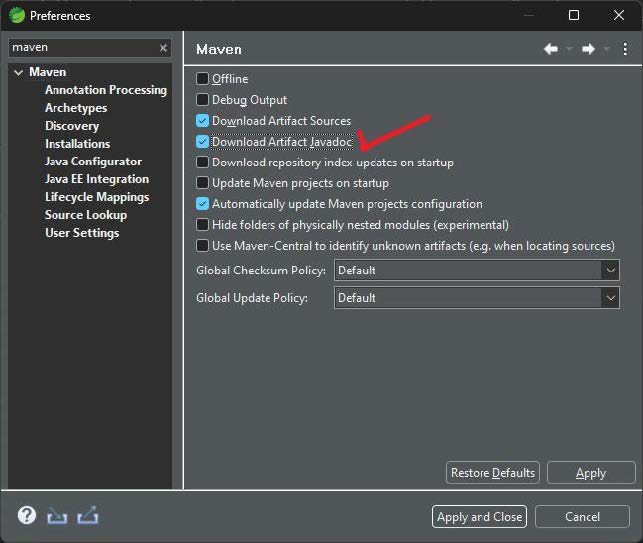 Preferences
maven
Maven
Annotation Processing
Archetypes
Discovery
Installations
Java Configurator
Java EE Integration
Lifecycle Mappings
Source Lookup
User Settings
Maven
Offline
Debug Output
Download Artifact Sources
Download Artifact Javadoc
Download repository index updates on startup
Update Maven projects on startup
Automatically update Maven projects configuration
Hide folders of physically nested modules (experimental)
Use Maven-Central to identify unknown artifacts (e.g. when locating sources)
Global Checksum Policy: Default
Global Update Policy: Default
Restore Defaults Apply
? Apply and Close Cancel